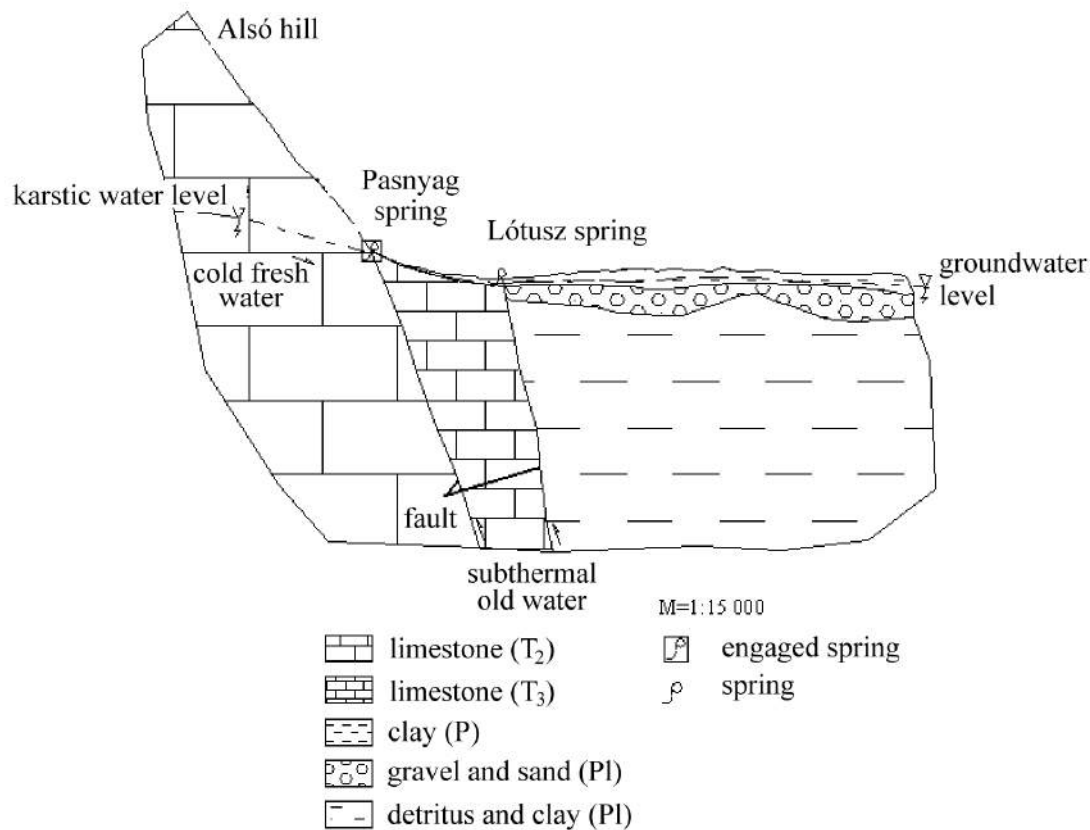 Alsó hill
karstic water level
Pasnyag
spring
Lótusz spring
cold fresh
water
groundwater
level
fault
subthermal
old water
M=1:15 000
limestone (T₂)
engaged spring
limestone (T₃)
spring
clay (P)
gravel and sand (Pl)
detritus and clay (Pl)